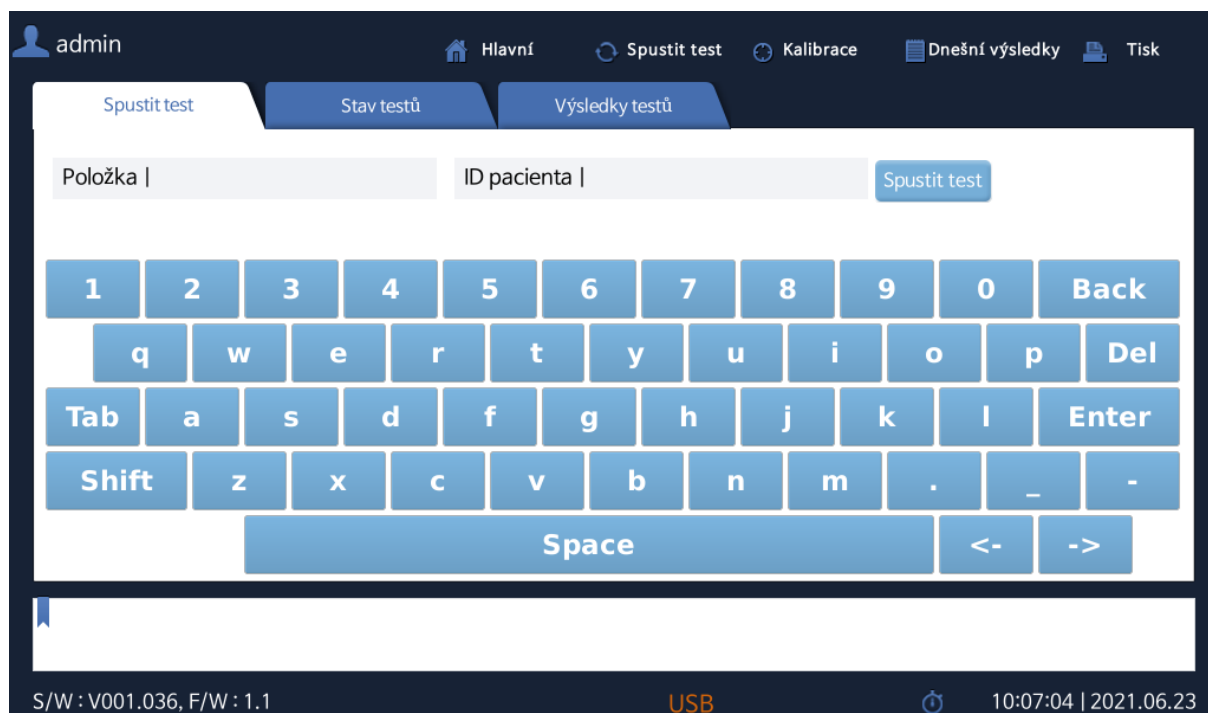 admin Hlavní Spustit test Kalibrace Dnešní výsledky Tisk
Spustit test Stav testů Výsledky testů
Položka | ID pacienta | Spustit test
1 2 3 4 5 6 7 8 9 0 Back
q w e r t y u i o p Del
Tab a s d f g h j k l Enter
Shift z x c v b n m . _ -
Space <- ->
S/W : V001.036, F/W : 1.1 USB 10:07:04 | 2021.06.23